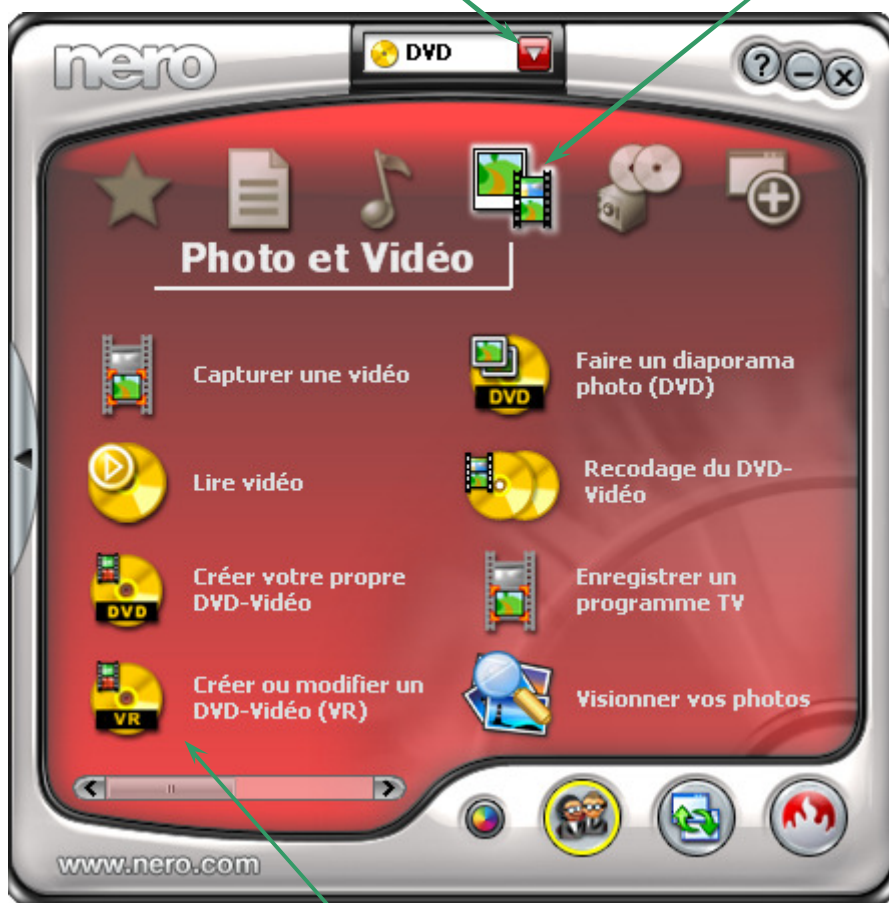 nero
DVD
Photo et Vidéo
Capturer une vidéo
Faire un diaporama
photo (DVD)
DVD
Lire vidéo
Recodage du DVD-
Vidéo
Créer votre propre
DVD-Vidéo
DVD
Enregistrer un
programme TV
Créer ou modifier un
DVD-Vidéo (VR)
VR
Visionner vos photos
www.nero.com